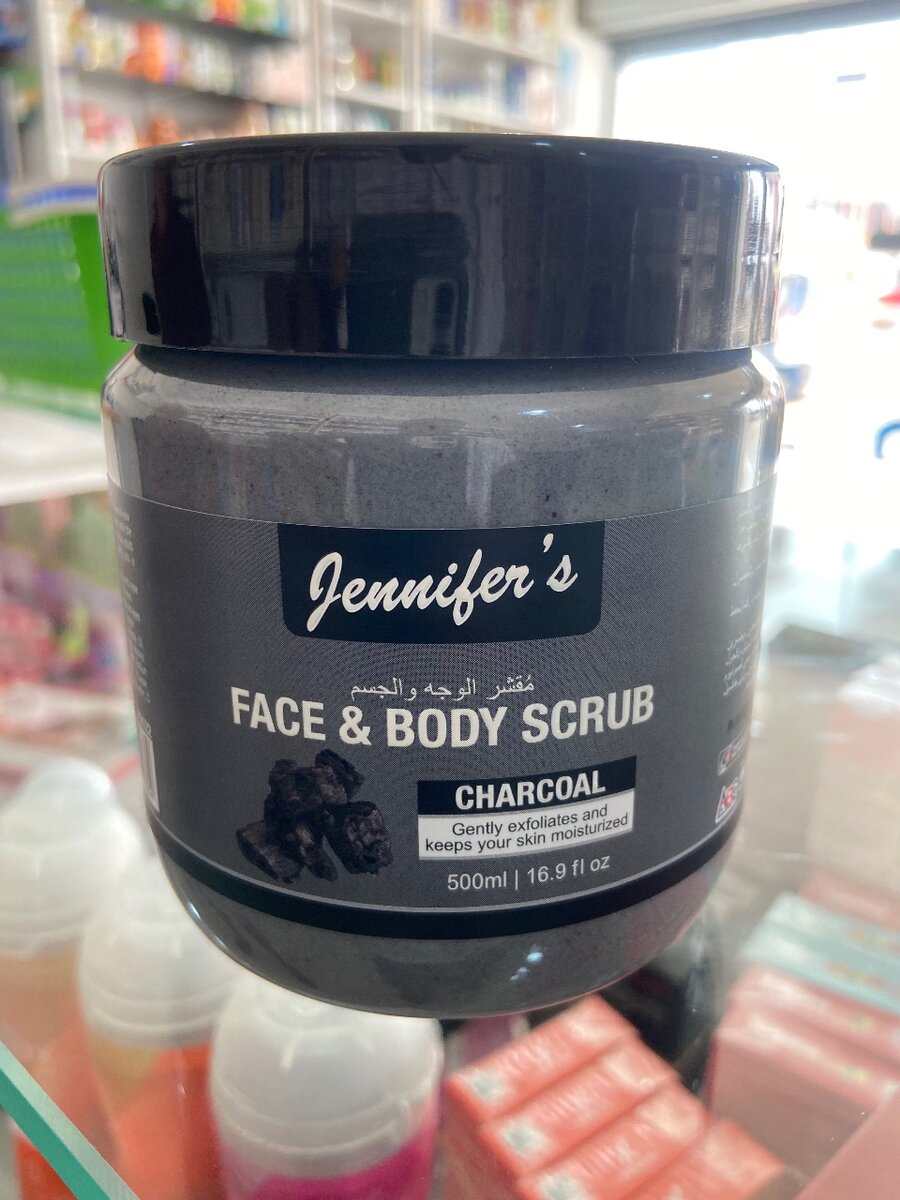 Jennifer's
مُقشر الوجه والجسم
FACE & BODY SCRUB
CHARCOAL
Gently exfoliates and
keeps your skin moisturized
500ml | 16.9 fl oz